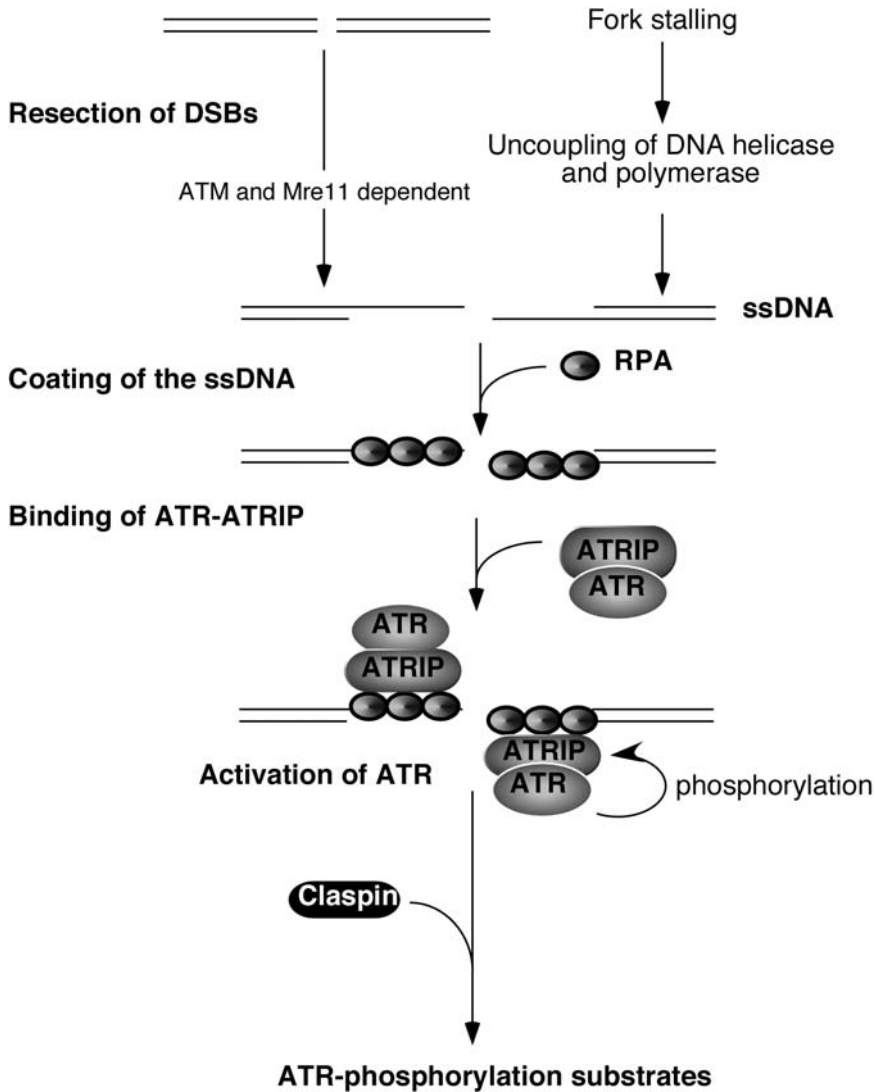 Fork stalling
Resection of DSBs
Uncoupling of DNA helicase
and polymerase
ATM and Mre11 dependent
ssDNA
Coating of the ssDNA
RPA
Binding of ATR-ATRIP
ATRIP
ATR
ATR
ATRIP
ATRIP
ATR
Activation of ATR
phosphorylation
Claspin
ATR-phosphorylation substrates